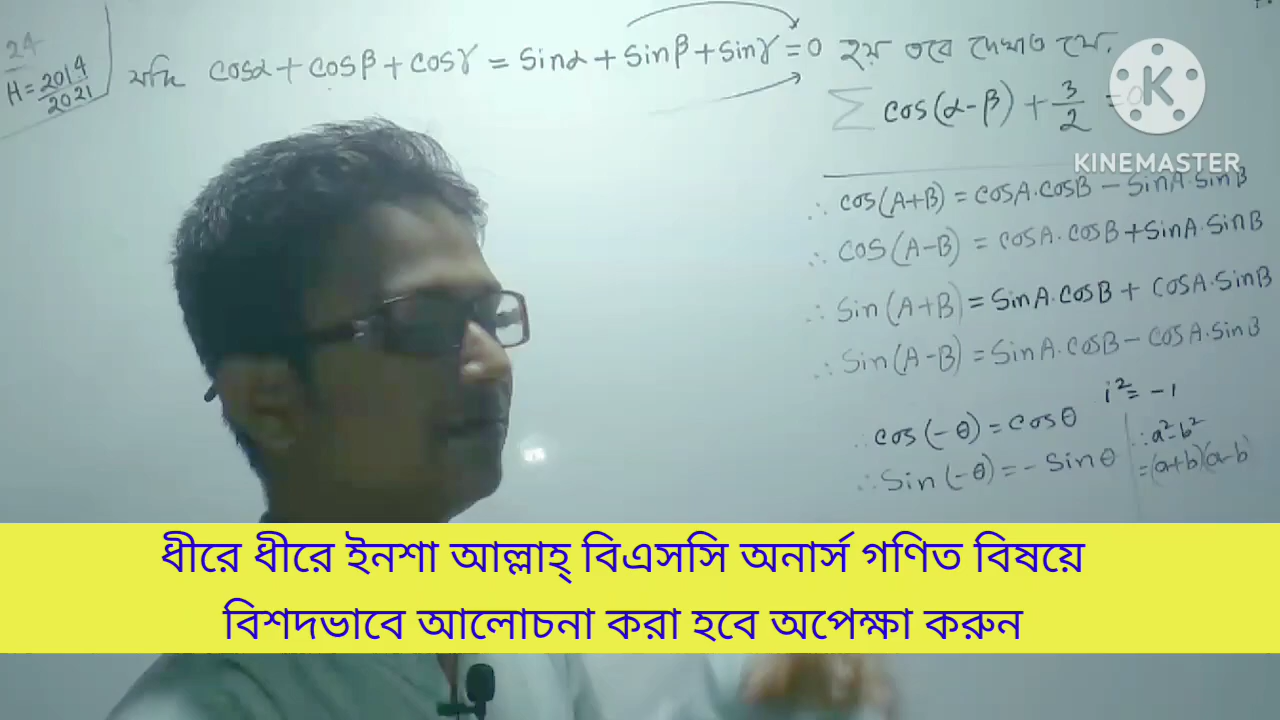 24
H = 2014/2021
যদি cosα + cosβ + cosγ = sinα + sinβ + sinγ = 0 হয় তবে দেখাও যে,
∑ cos(α-β) + 3/2 = 0
KINEMASTER
∴ cos(A+B) = cosA.cosB - sinA.sinB
∴ cos(A-B) = cosA.cosB + sinA.sinB
∴ Sin(A+B) = SinA.cosB + cosA.SinB
∴ Sin(A-B) = SinA.cosB - cosA.sinB
i² = -1
∴ cos(-θ) = cosθ
∴ Sin(-θ) = - Sinθ
∴ a²-b²
=(a+b)(a-b)
ধীরে ধীরে ইনশা আল্লাহ্ বিএসসি অনার্স গণিত বিষয়ে
বিশদভাবে আলোচনা করা হবে অপেক্ষা করুন